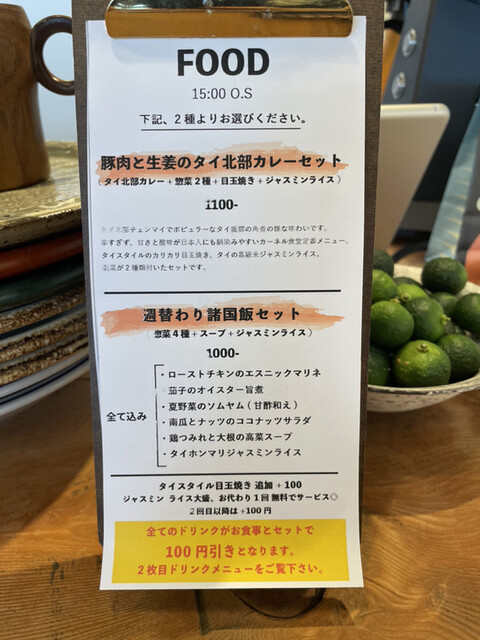 FOOD
15:00 O.S
下記、2種よりお選びください。
豚肉と生姜のタイ北部カレーセット
(タイ北部カレー+惣菜2種+目玉焼き+ジャスミンライス)
1100-
タイ北部チェンマイでポピュラーなタイ版豚の角煮の様な味わいです。
辛すぎず、甘さと酸味が日本人にも馴染みやすいカーネル食堂定番メニュー。
タイスタイルのカリカリ目玉焼き、タイの高級米ジャスミンライス。
惣菜が2種類付いたセットです。
週替わり諸国飯セット
(惣菜4種+スープ+ジャスミンライス)
1000-
全て込み
・ローストチキンのエスニックマリネ
・茄子のオイスター旨煮
・夏野菜のソムヤム(甘酢和え)
・南瓜とナッツのココナッツサラダ
・鶏つみれと大根の高菜スープ
・タイホンマリジャスミンライス
タイスタイル目玉焼き 追加+100
ジャスミン ライス大盛、お代わり1回 無料でサービス◎
2回目以降は+100円
全てのドリンクがお食事とセットで
100円引きとなります。
2枚目ドリンクメニューをご覧下さい。